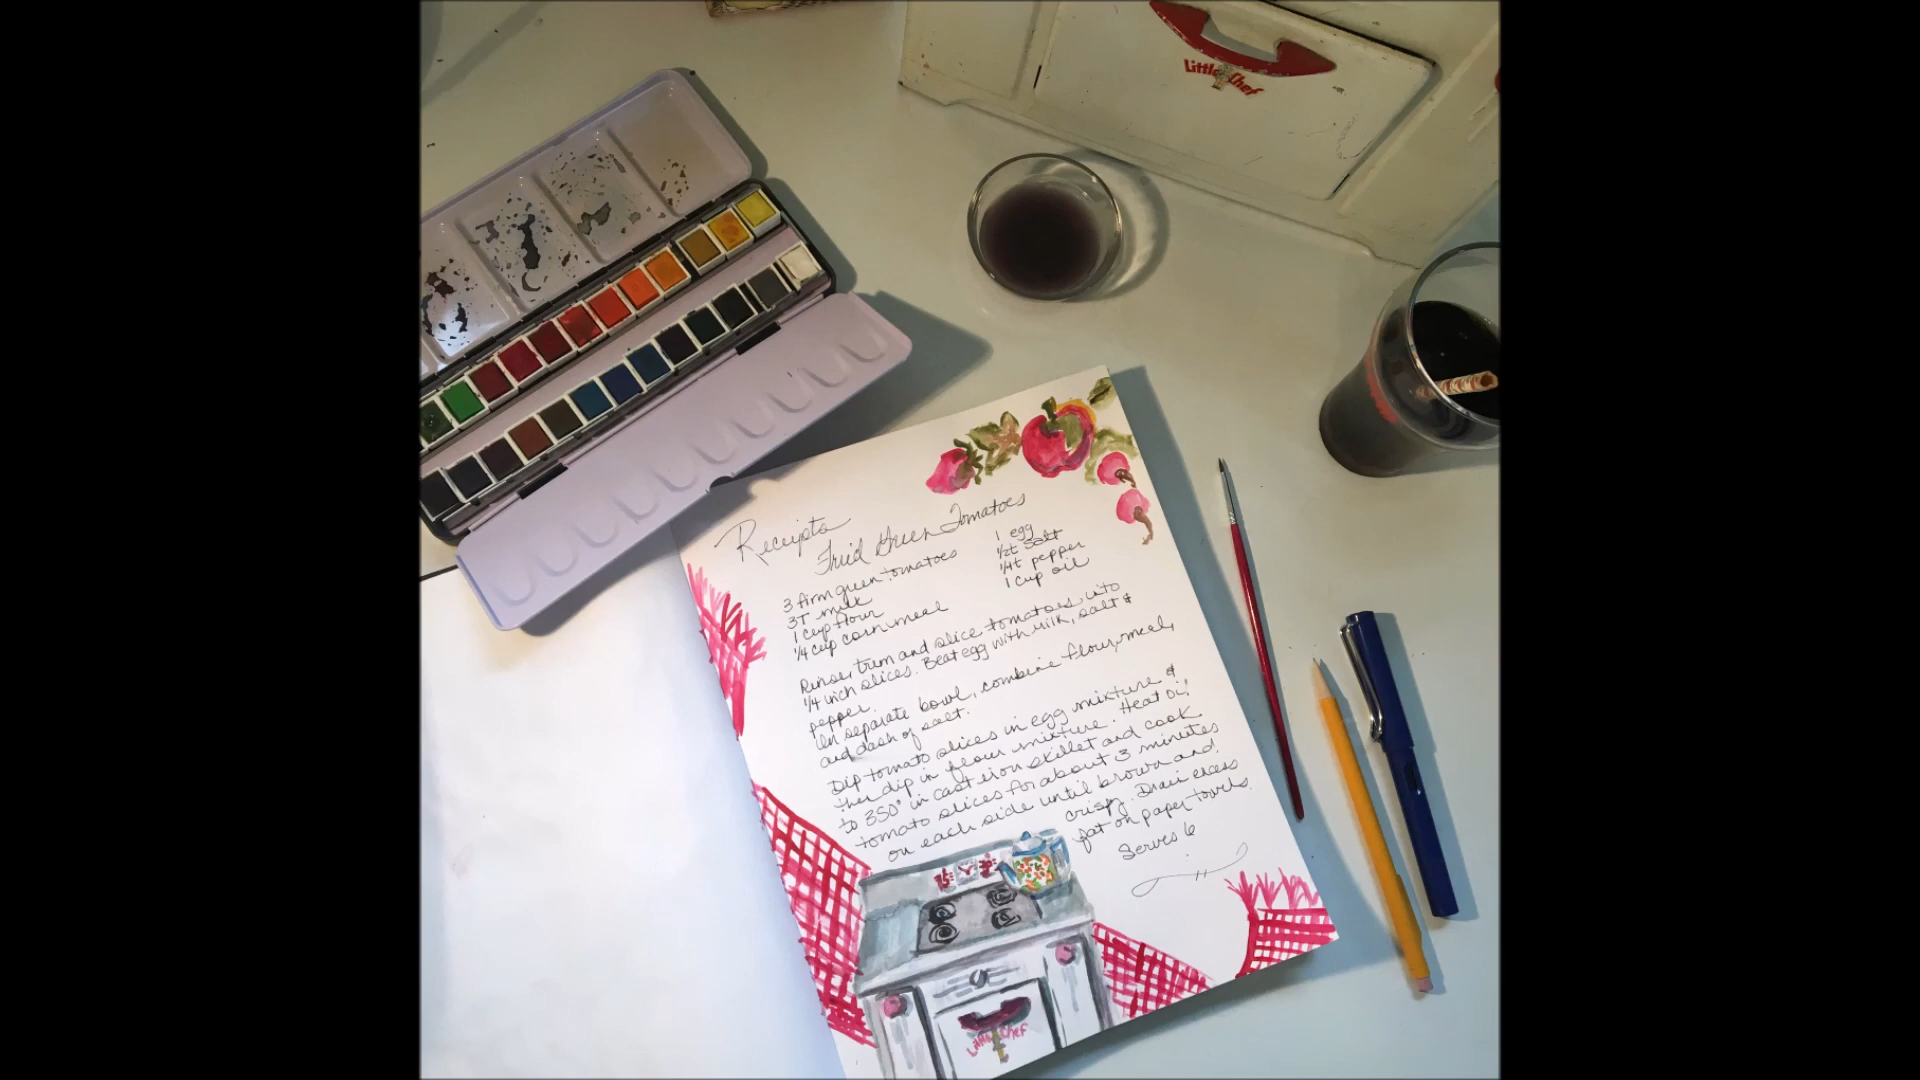 Little Chef
Receipts
Fried Green Tomatoes
3 firm green tomatoes
3T milk
1 cup flour
1/4 cup corn meal
1 egg
1/2t salt
1/4t pepper
1 cup oil
Rinse, trim and slice tomatoes into
1/4 inch slices. Beat egg with milk, salt &
pepper.
In separate bowl, combine flour, meal,
and dash of salt.
Dip tomato slices in egg mixture &
then dip in flour mixture. Heat oil
to 350° in cast iron skillet and cook
tomato slices for about 3 minutes
on each side until brown and
crispy. Drain excess
fat on paper towels.
Serves 6
Little Chef